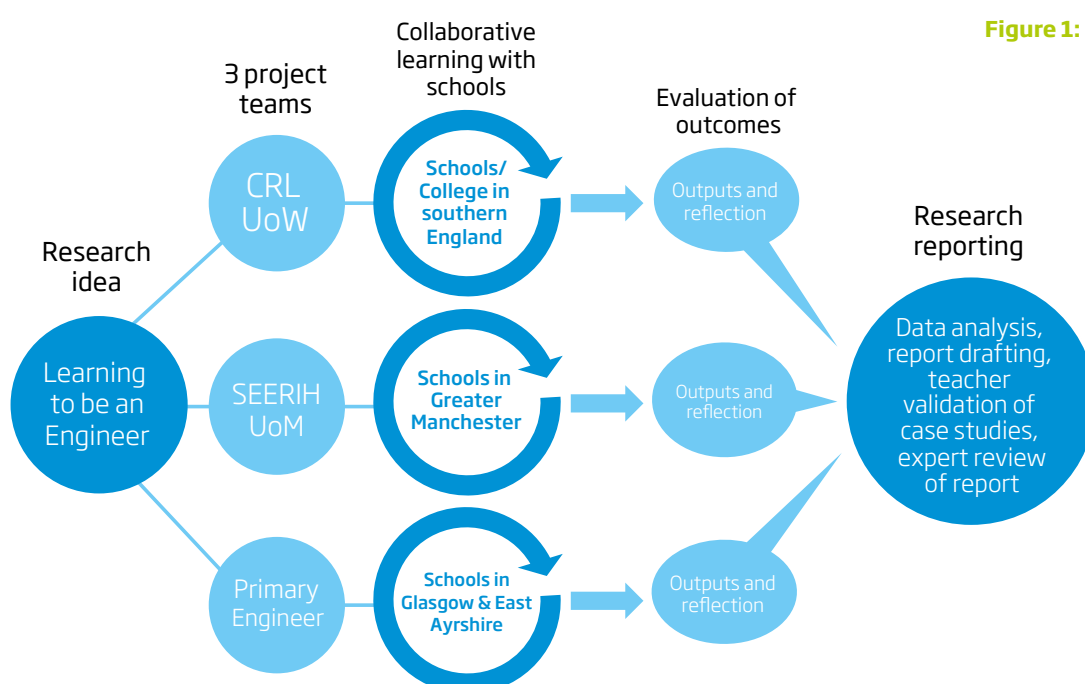 Figure 1:
Collaborative
learning with
schools
3 project
teams
Evaluation of
outcomes
Research
reporting
Research
idea
Learning
to be an
Engineer
CRL
UoW
Schools/
College in
southern
England
Outputs and
reflection
SEERIH
UoM
Schools in
Greater
Manchester
Outputs and
reflection
Primary
Engineer
Schools in
Glasgow & East
Ayrshire
Outputs and
reflection
Data analysis,
report drafting,
teacher
validation of
case studies,
expert review
of report